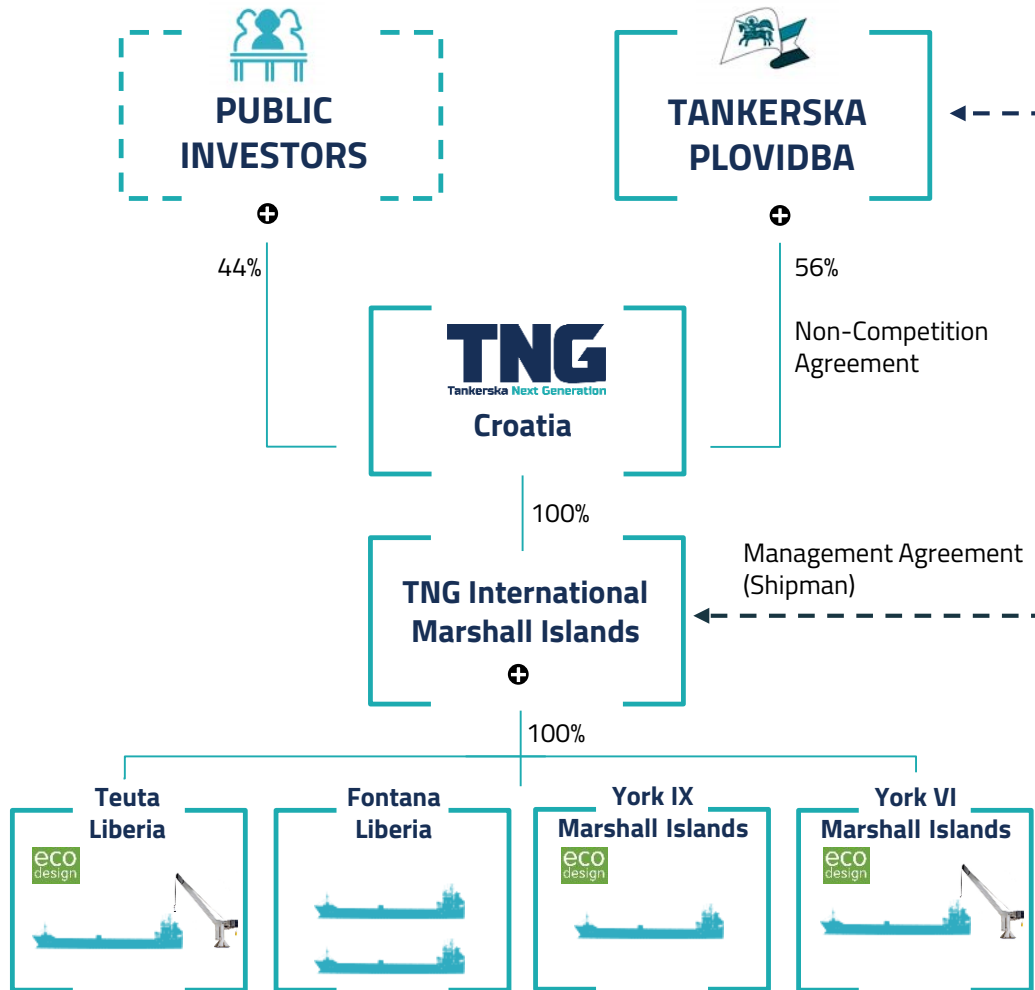 PUBLIC
INVESTORS
TANKERSKA
PLOVIDBA
44%
56%
Non-Competition
Agreement
TNG
Tankerska Next Generation
Croatia
100%
Management Agreement
(Shipman)
TNG International
Marshall Islands
100%
Teuta
Liberia
eco
design
Fontana
Liberia
York IX
Marshall Islands
eco
design
York VI
Marshall Islands
eco
design